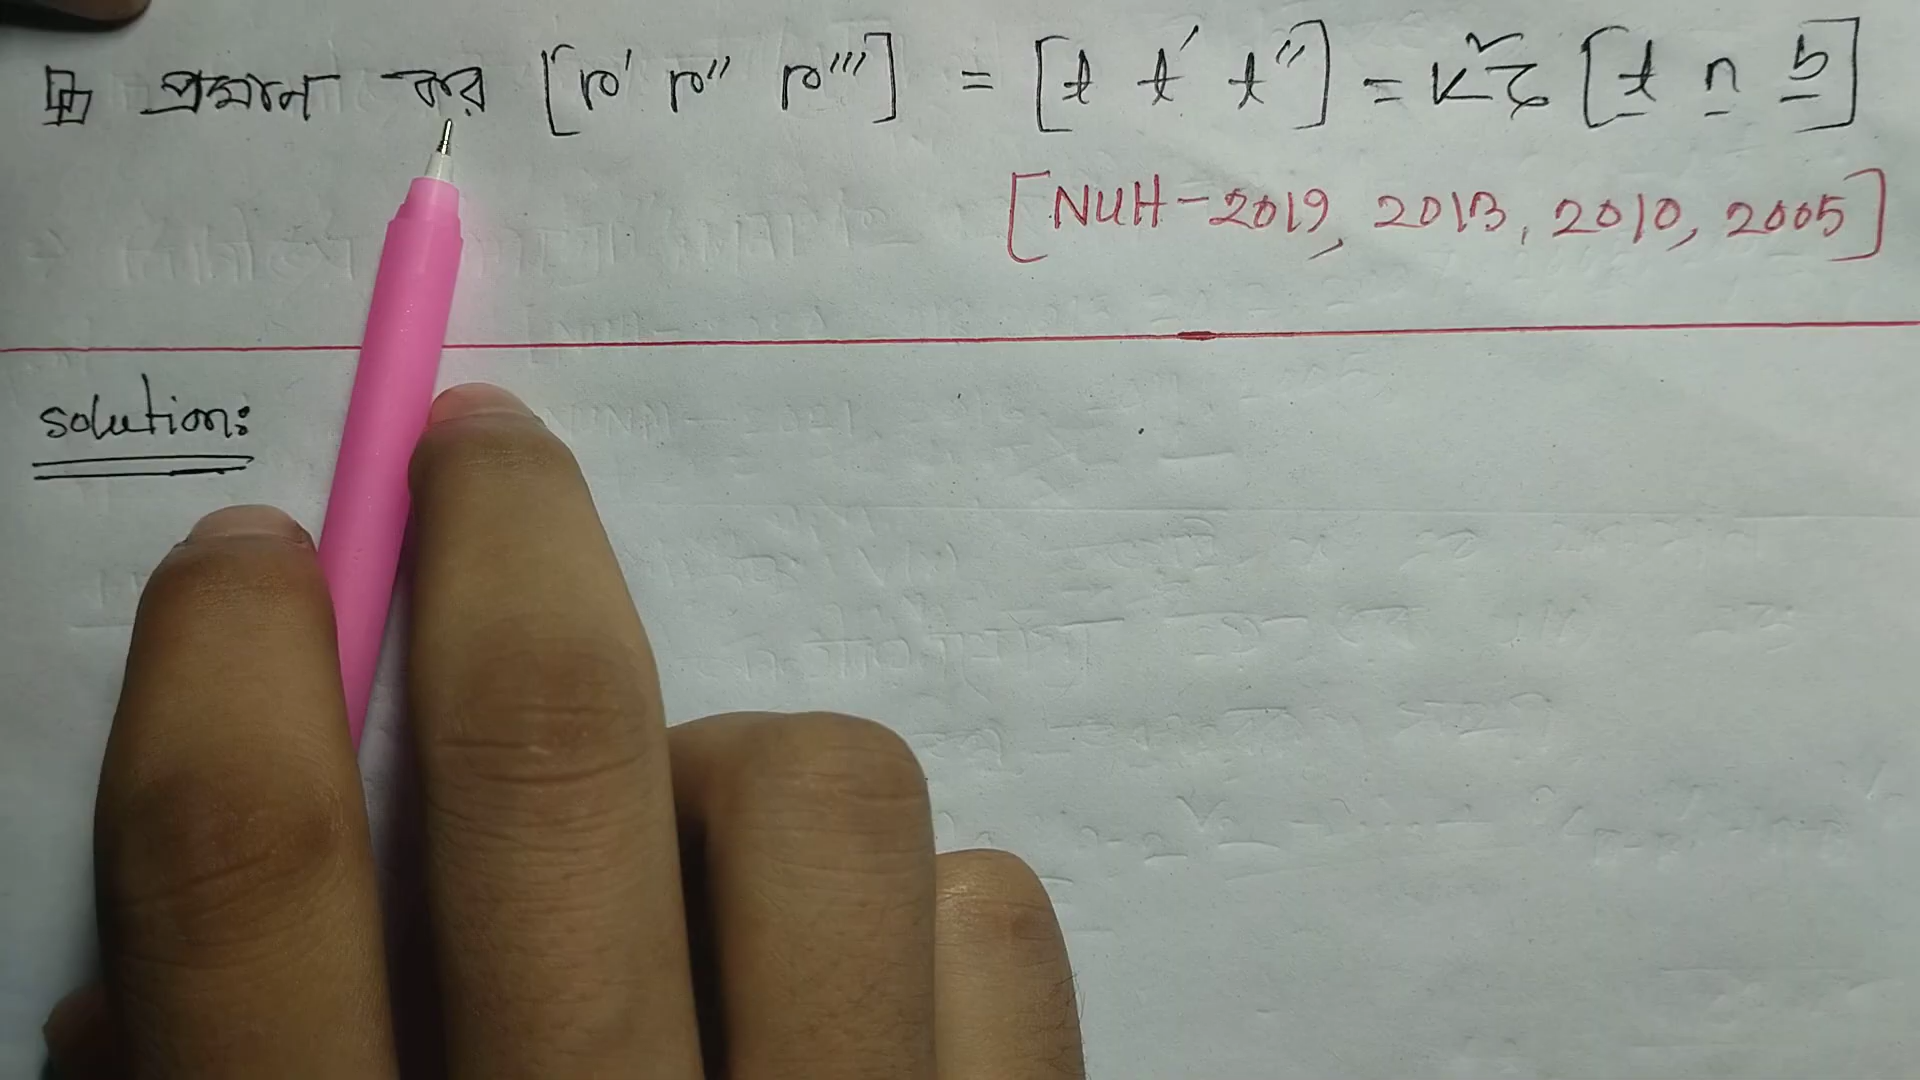 প্রমান কর [r' r'' r'''] = [t t' t''] = κ²τ [t n b]
[NUH-2019, 2013, 2010, 2005]
solution: